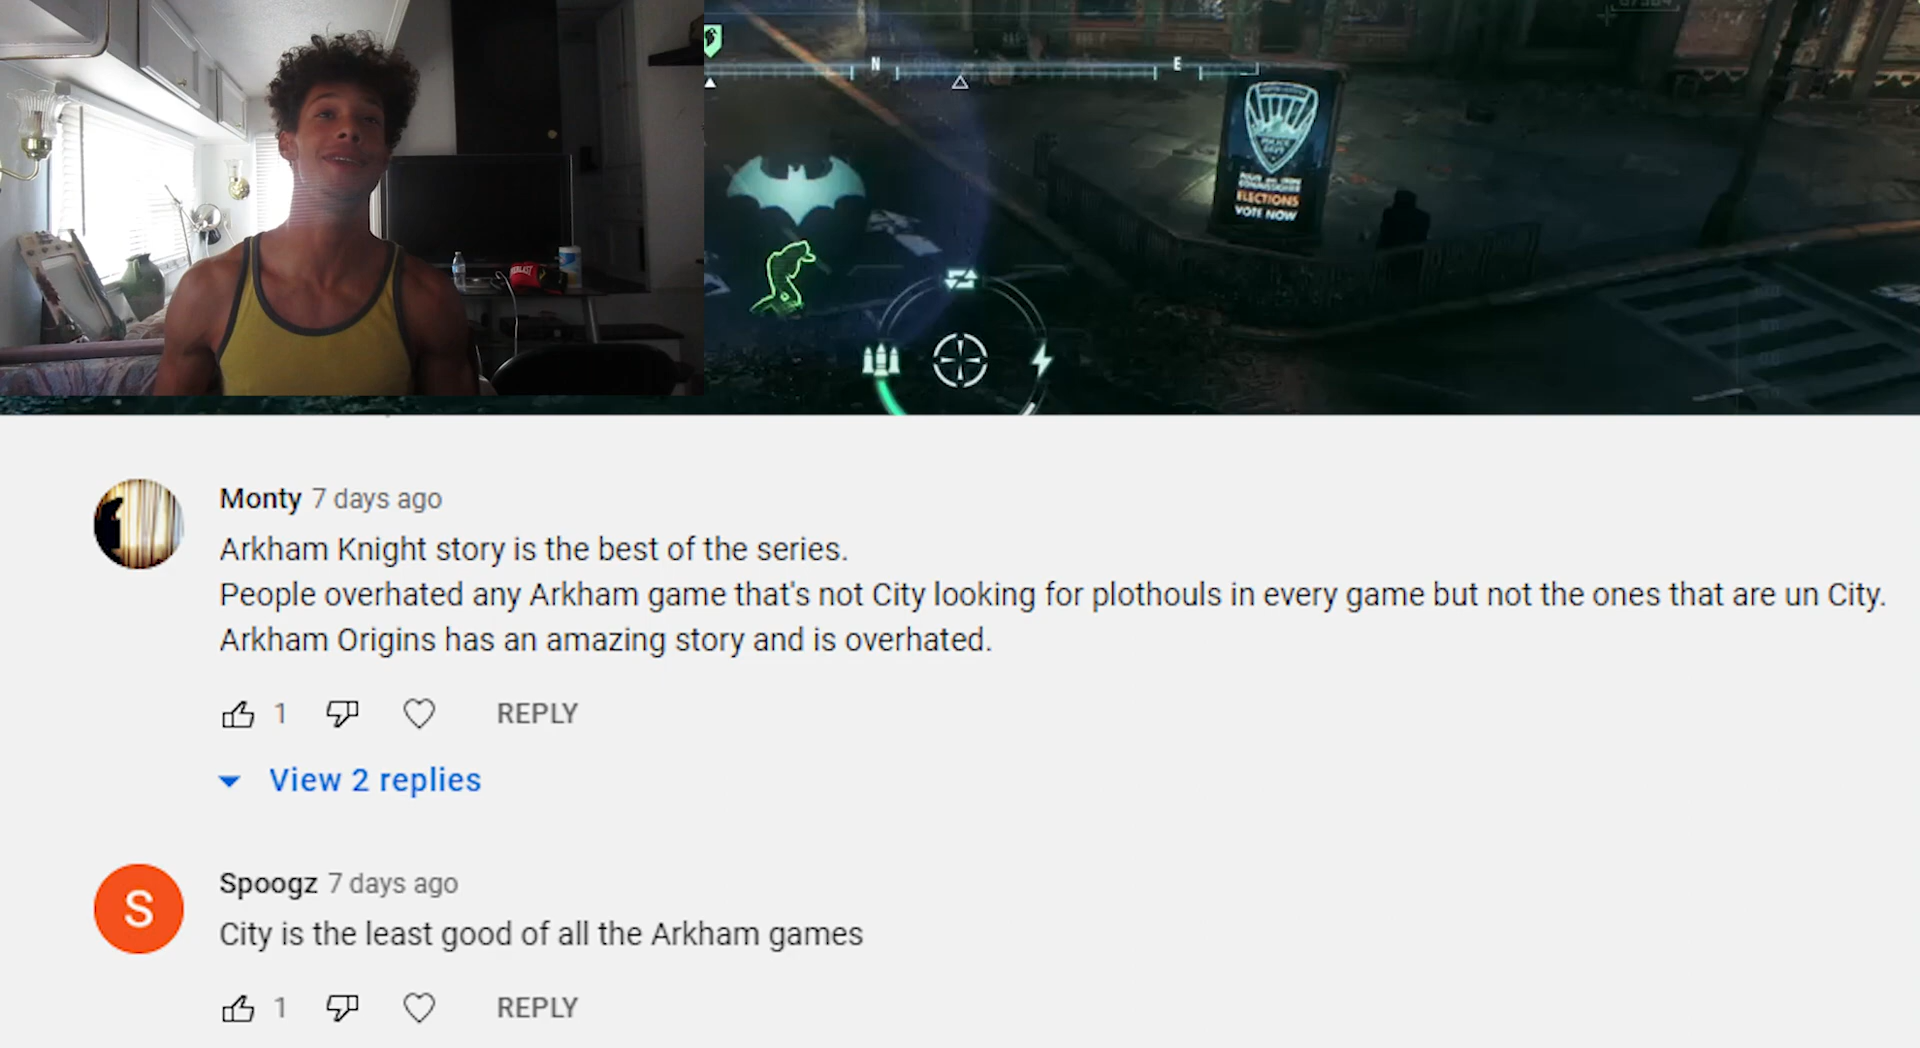 N
E
ELECTIONS
VOTE NOW
EVERLAST
Monty 7 days ago
Arkham Knight story is the best of the series.
People overhated any Arkham game that's not City looking for plothouls in every game but not the ones that are un City.
Arkham Origins has an amazing story and is overhated.
1 REPLY
View 2 replies
S
Spoogz 7 days ago
City is the least good of all the Arkham games
1 REPLY